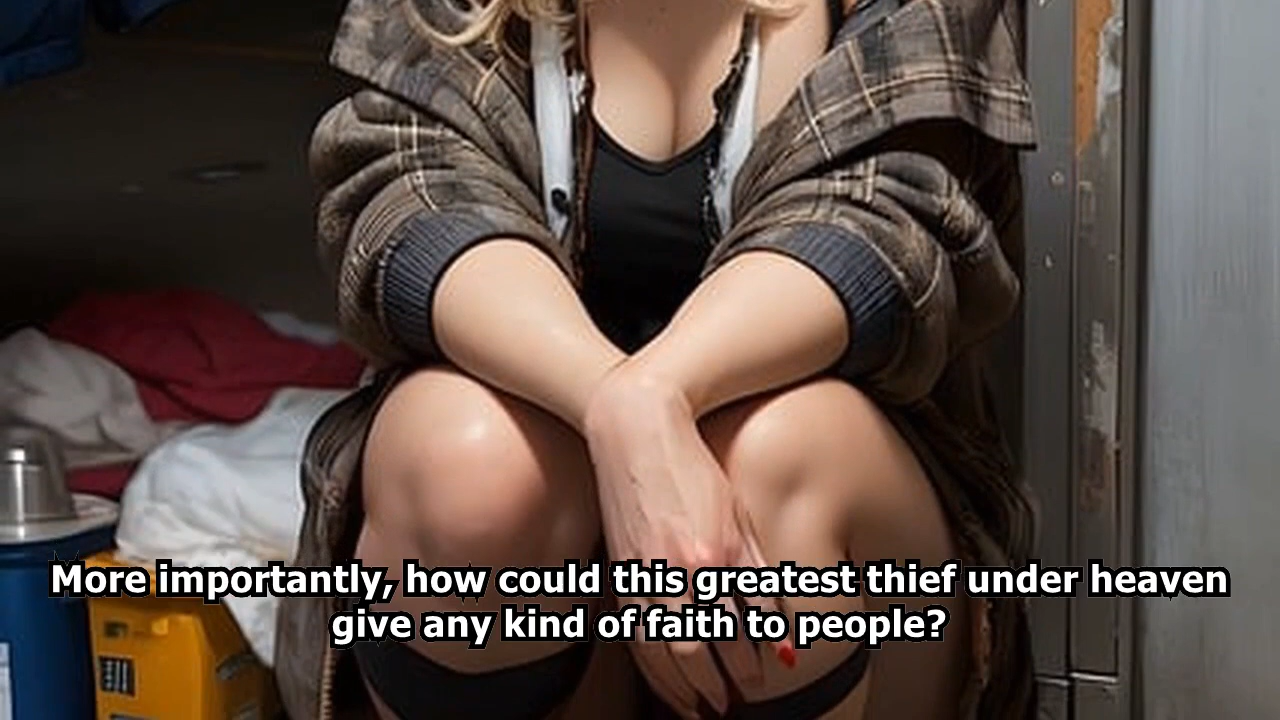 More importantly, how could this greatest thief under heaven
give any kind of faith to people?